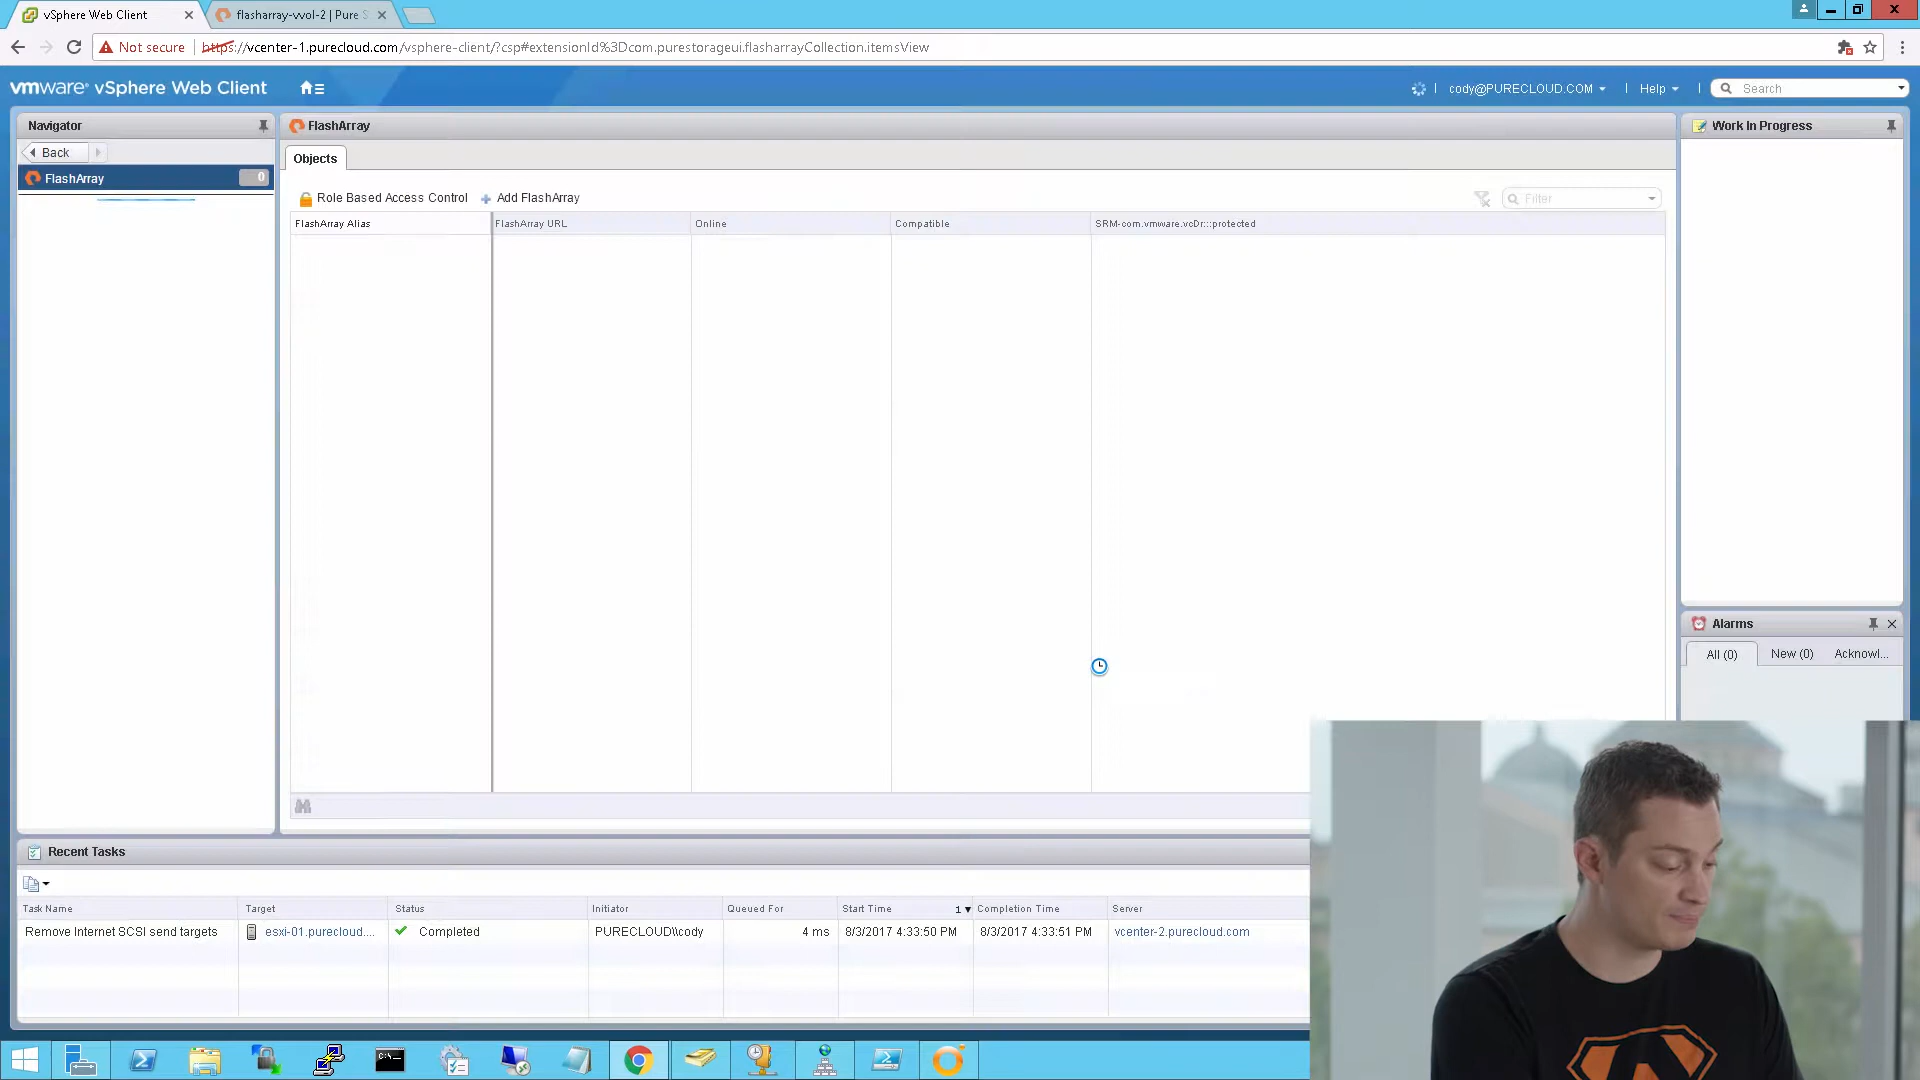 vSphere Web Client
flasharray-vvol-2 | Pure S
Not secure https://vcenter-1.purecloud.com/vsphere-client/?csp#extensionId%3Dcom.purestorageui.flasharrayCollection.itemsView
vmware® vSphere Web Client
cody@PURECLOUD.COM
Help
Search
Navigator
FlashArray
Work In Progress
Back
Objects
FlashArray 0
Role Based Access Control
Add FlashArray
Filter
FlashArray Alias FlashArray URL Online Compatible SRM-com.vmware.vcDr:::protected
Alarms
All (0) New (0) Acknowl...
Recent Tasks
Task Name Target Status Initiator Queued For Start Time 1 Completion Time Server
Remove Internet SCSI send targets esxi-01.purecloud.... Completed PURECLOUD\\cody 4 ms 8/3/2017 4:33:50 PM 8/3/2017 4:33:51 PM vcenter-2.purecloud.com